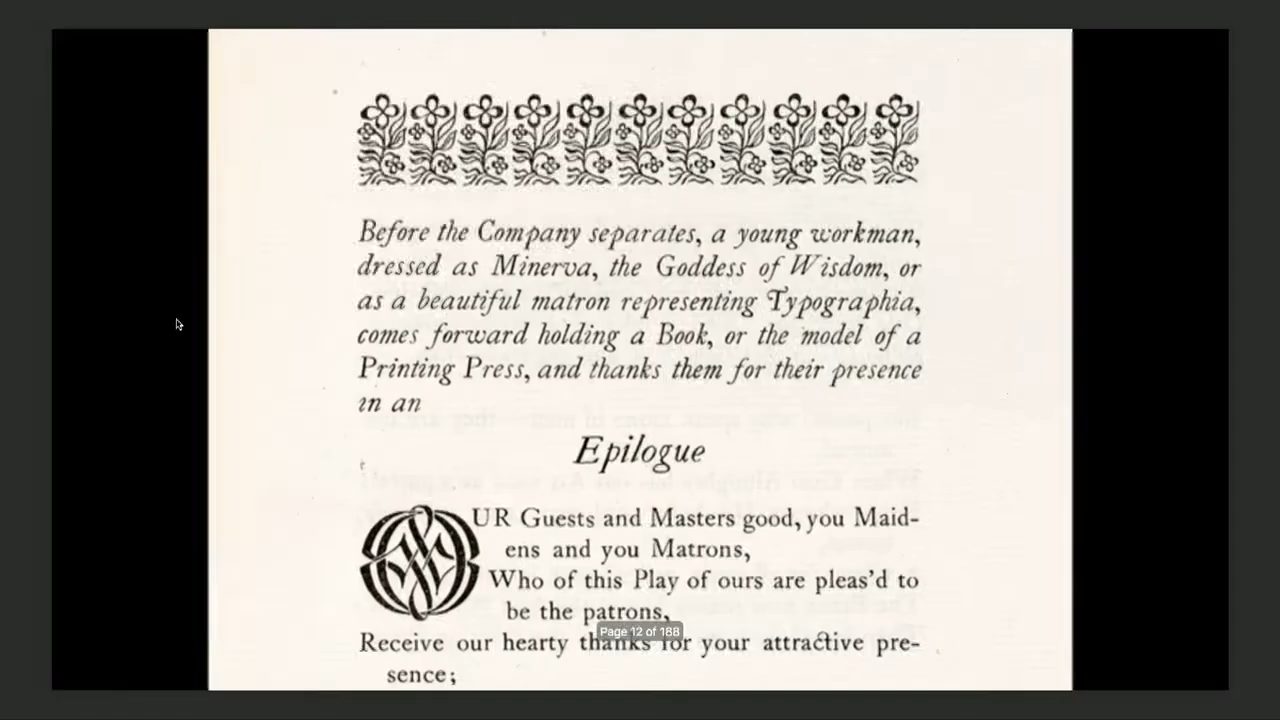 Before the Company separates, a young workman,
dressed as Minerva, the Goddess of Wisdom, or
as a beautiful matron representing Typographia,
comes forward holding a Book, or the model of a
Printing Press, and thanks them for their presence
in an
Epilogue
OUR Guests and Masters good, you Maid-
ens and you Matrons,
Who of this Play of ours are pleas'd to
be the patrons,
Receive our hearty thanks for your attractive pre-
sence;
Page 12 of 188